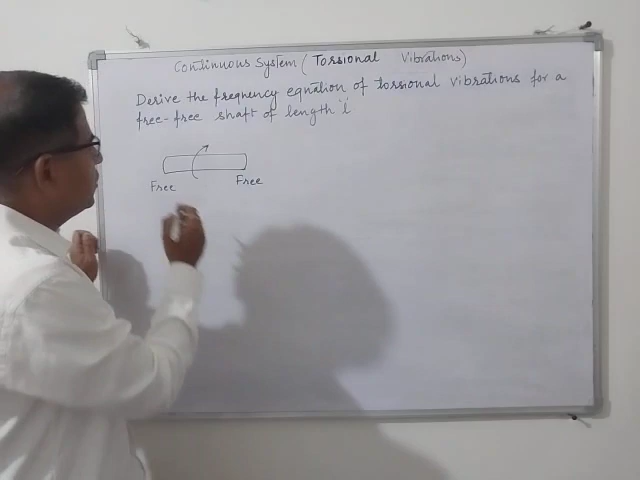 Continuous System (Torsional Vibrations)
Derive the frequency equation of torsional vibrations for a
free-free shaft of length 'l'
Free Free